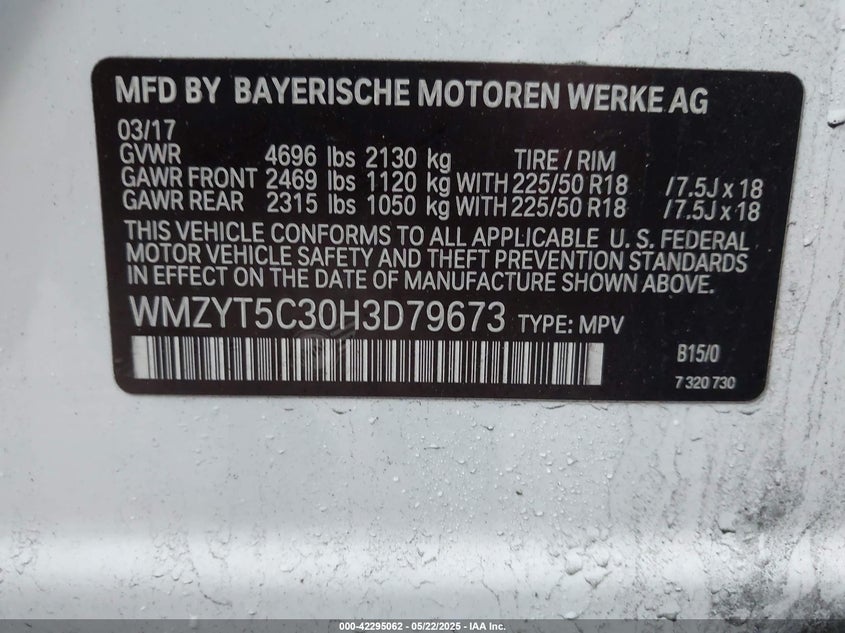 MFD BY BAYERISCHE MOTOREN WERKE AG
03/17
GVWR 4696 lbs 2130 kg TIRE / RIM
GAWR FRONT 2469 lbs 1120 kg WITH 225/50 R18 /7.5J x 18
GAWR REAR 2315 lbs 1050 kg WITH 225/50 R18 /7.5J x 18
THIS VEHICLE CONFORMS TO ALL APPLICABLE U. S. FEDERAL
MOTOR VEHICLE SAFETY AND THEFT PREVENTION STANDARDS
IN EFFECT ON THE DATE OF MANUFACTURE SHOWN ABOVE.
WMZYT5C30H3D79673 TYPE: MPV
B15/0
7 320 730
000-42295062 - 05/22/2025 - IAA Inc.